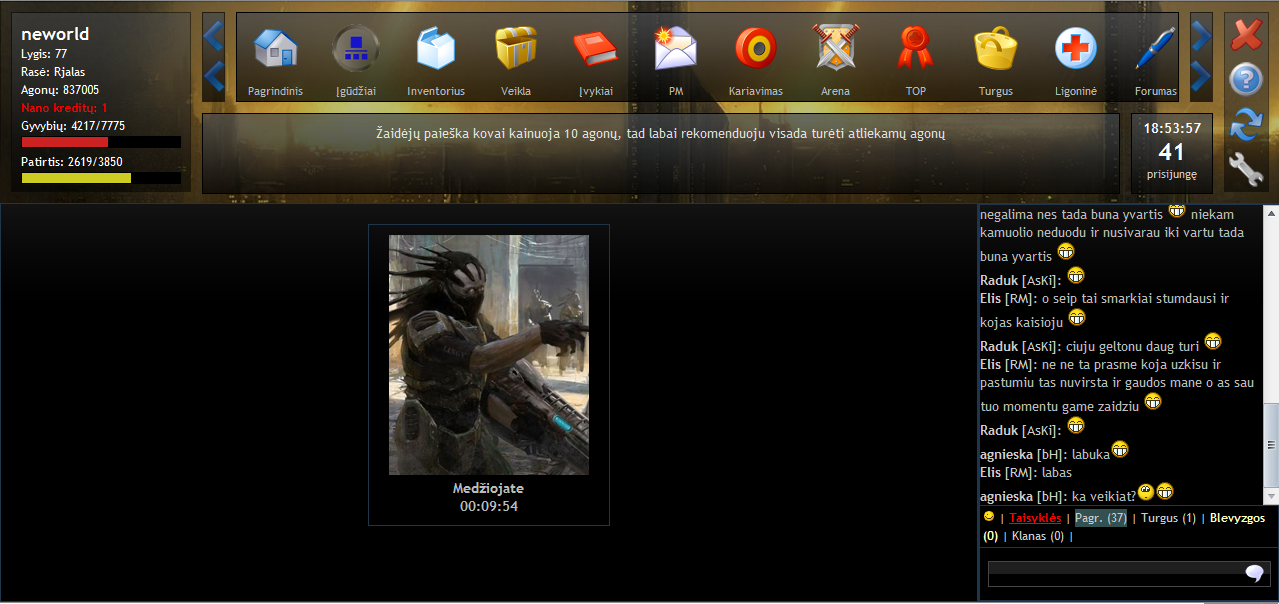 neworld
Lygis: 77
Rasė: Rjalas
Agonų: 837005
Nano kreditų: 1
Gyvybių: 4217/7775
Patirtis: 2619/3850
Pagrindinis
Įgūdžiai
Inventorius
Veikla
Įvykiai
PM
Kariavimas
Arena
TOP
Turgus
Ligoninė
Forumas
Žaidėjų paieška kovai kainuoja 10 agonų, tad labai rekomenduoju visada turėti atliekamų agonų
18:53:57
41
prisijungę
Medžiojate
00:09:54
negalima nes tada buna yvartis niekam
kamuolio neduodu ir nusivarau iki vartu tada
buna yvartis
Raduk [AsKi]:
Elis [RM]: o seip tai smarkiai stumdausi ir
kojas kaisioju
Raduk [AsKi]: ciuju geltonu daug turi
Elis [RM]: ne ne ta prasme koja uzkisu ir
pastumiu tas nuvirsta ir gaudos mane o as sau
tuo momentu game zaidziu
Raduk [AsKi]:
agnieska [bH]: labuka
Elis [RM]: labas
agnieska [bH]: ka veikiat?
| Taisyklės | Pagr. (37) | Turgus (1) | Blevyzgos
(0) | Klanas (0) |